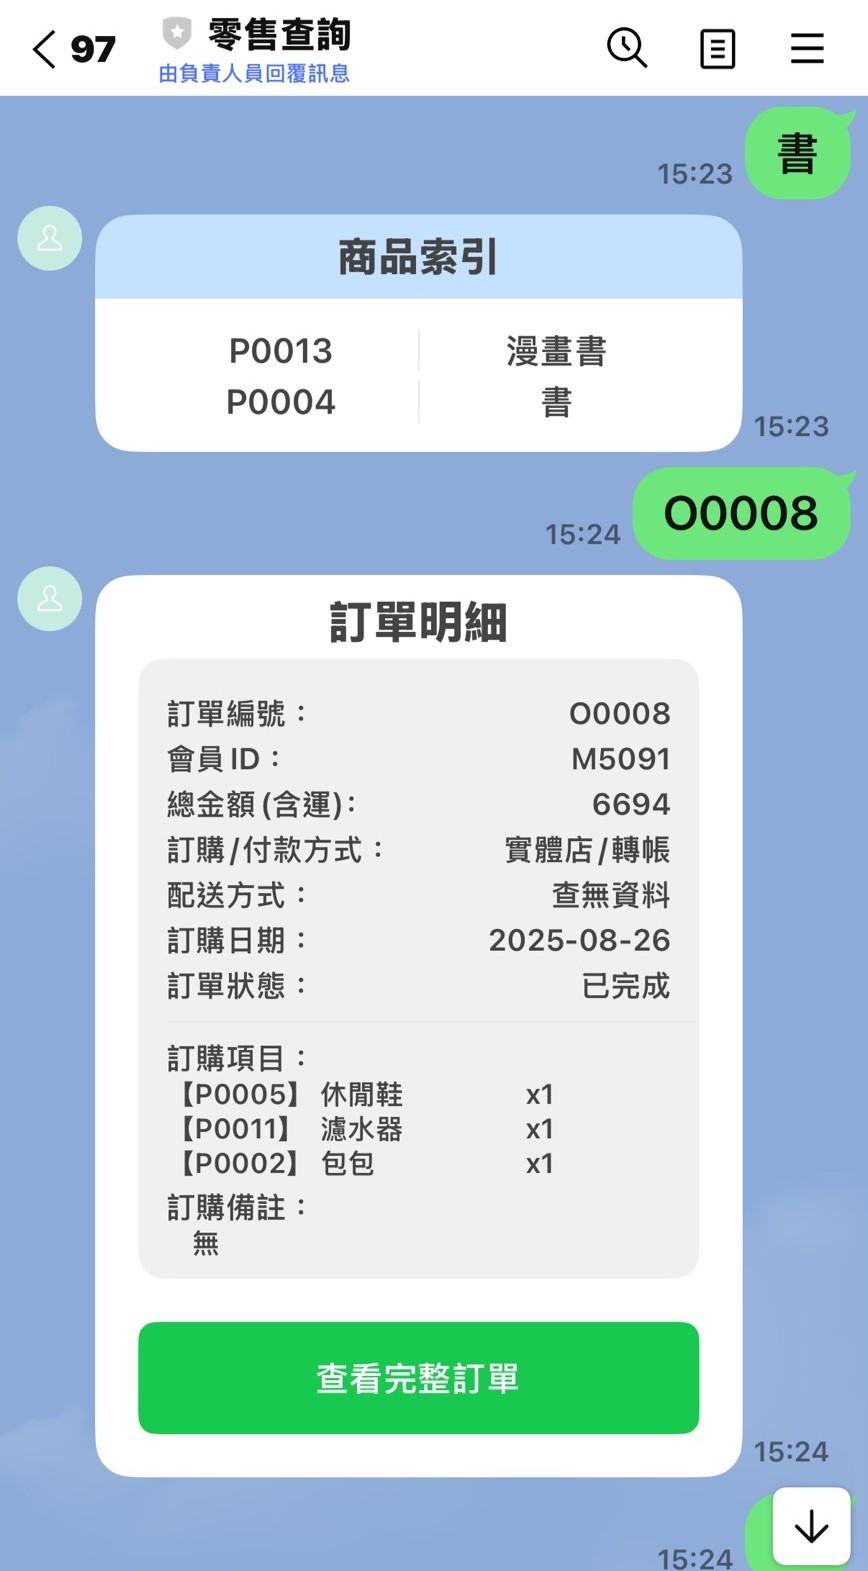 97
零售查詢
由負責人員回覆訊息
書
15:23
商品索引
P0013 漫畫書
P0004 書
15:23
O0008
15:24
訂單明細
訂單編號： O0008
會員ID： M5091
總金額(含運)： 6694
訂購/付款方式： 實體店/轉帳
配送方式： 查無資料
訂購日期： 2025-08-26
訂單狀態： 已完成
訂購項目：
【P0005】 休閒鞋 x1
【P0011】 濾水器 x1
【P0002】 包包 x1
訂購備註：
無
查看完整訂單
15:24
15:24